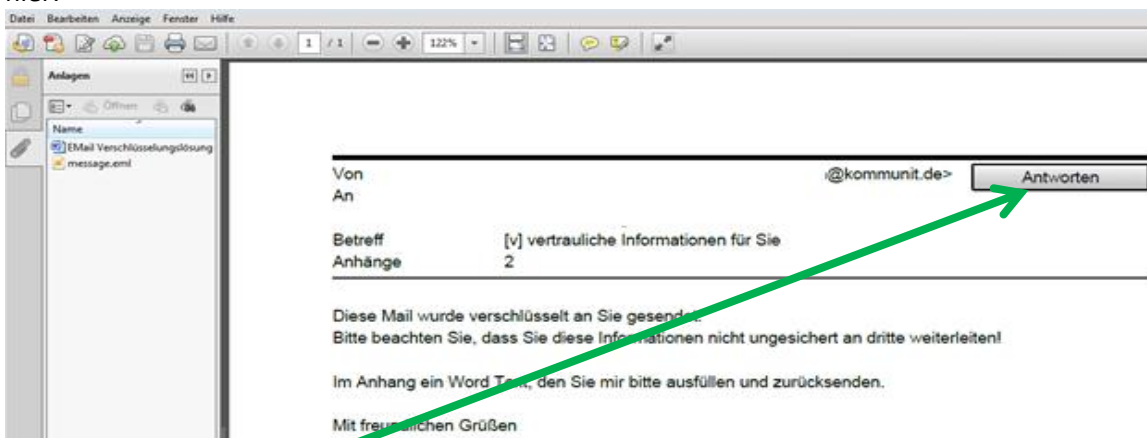 Datei Bearbeiten Anzeige Fenster Hilfe
1 / 1 122%
Anlagen
Öffnen
Name
EMail Verschlüsselungslösung
message.eml
Von @kommunit.de> Antworten
An
Betreff [v] vertrauliche Informationen für Sie
Anhänge 2
Diese Mail wurde verschlüsselt an Sie gesendet.
Bitte beachten Sie, dass Sie diese Informationen nicht ungesichert an dritte weiterleiten!
Im Anhang ein Word Text, den Sie mir bitte ausfüllen und zurücksenden.
Mit freundlichen Grüßen